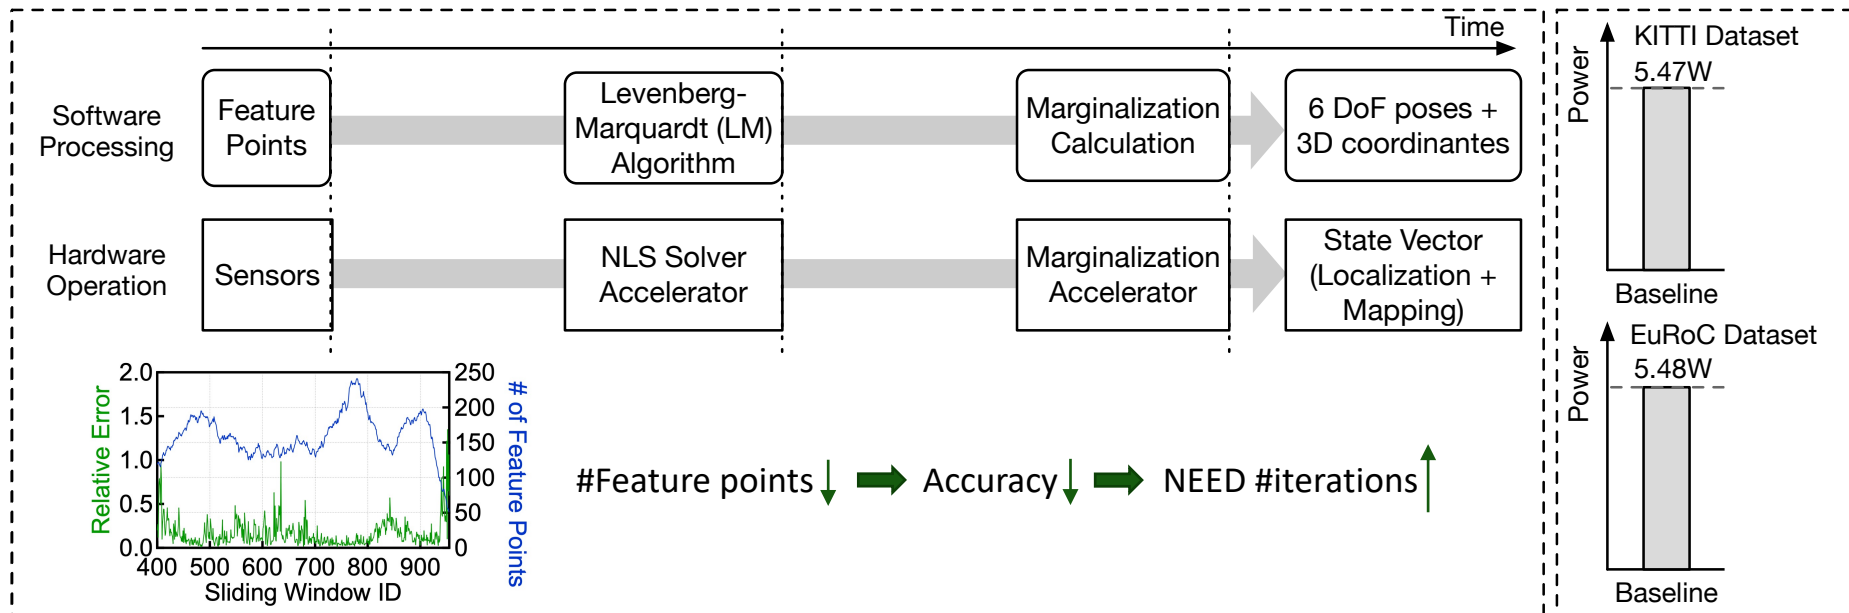 Time
Software
Processing
Feature
Points
Levenberg-
Marquardt (LM)
Algorithm
Marginalization
Calculation
6 DoF poses +
3D coordinantes
Hardware
Operation
Sensors
NLS Solver
Accelerator
Marginalization
Accelerator
State Vector
(Localization +
Mapping)
2.0
1.5
1.0
0.5
0.0
Relative Error
250
200
150
100
50
0
# of Feature Points
400 500 600 700 800 900
Sliding Window ID
#Feature points ↓ ➡ Accuracy ↓ ➡ NEED #iterations ↑
KITTI Dataset
5.47W
Power
Baseline
EuRoC Dataset
5.48W
Power
Baseline